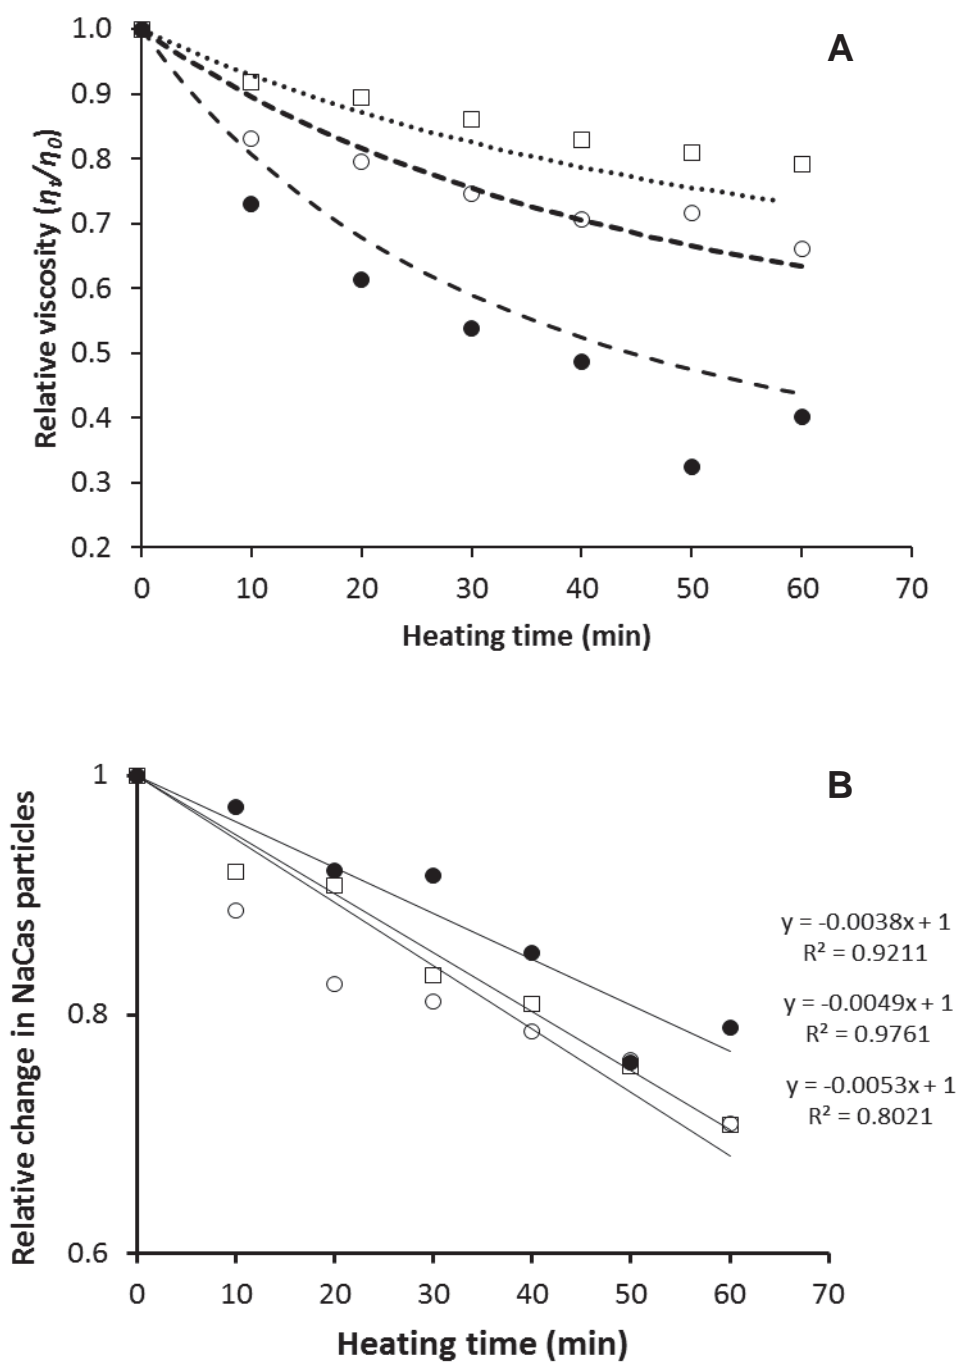 A
1.0
0.9
0.8
0.7
0.6
0.5
0.4
0.3
0.2
Relative viscosity (ηt/η0)
0 10 20 30 40 50 60 70
Heating time (min)
B
1
0.8
0.6
Relative change in NaCas particles
y = -0.0038x + 1
R² = 0.9211
y = -0.0049x + 1
R² = 0.9761
y = -0.0053x + 1
R² = 0.8021
0 10 20 30 40 50 60 70
Heating time (min)